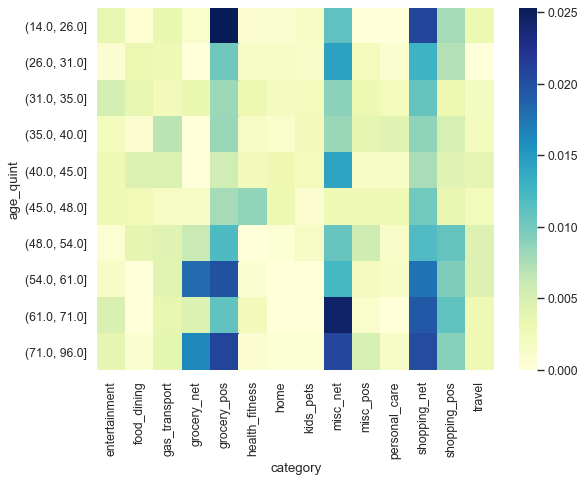 age_quint
(14.0, 26.0]
(26.0, 31.0]
(31.0, 35.0]
(35.0, 40.0]
(40.0, 45.0]
(45.0, 48.0]
(48.0, 54.0]
(54.0, 61.0]
(61.0, 71.0]
(71.0, 96.0]
entertainment
food_dining
gas_transport
grocery_net
grocery_pos
health_fitness
home
kids_pets
misc_net
misc_pos
personal_care
shopping_net
shopping_pos
travel
category
0.025
0.020
0.015
0.010
0.005
0.000